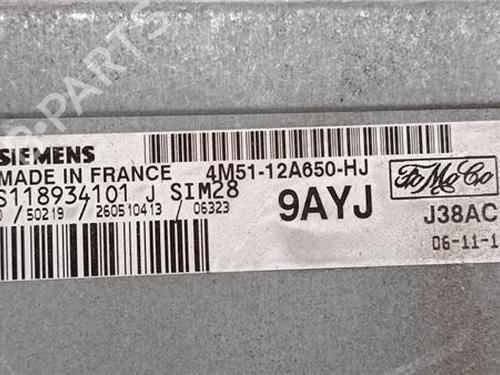 SIEMENS
MADE IN FRANCE 4M51-12A650-HJ
S118934101 J SIM28
0 / 50219 / 260510413 / 06323
9AYJ
FoMoCo
J38AC
06-11-1
B-Parts